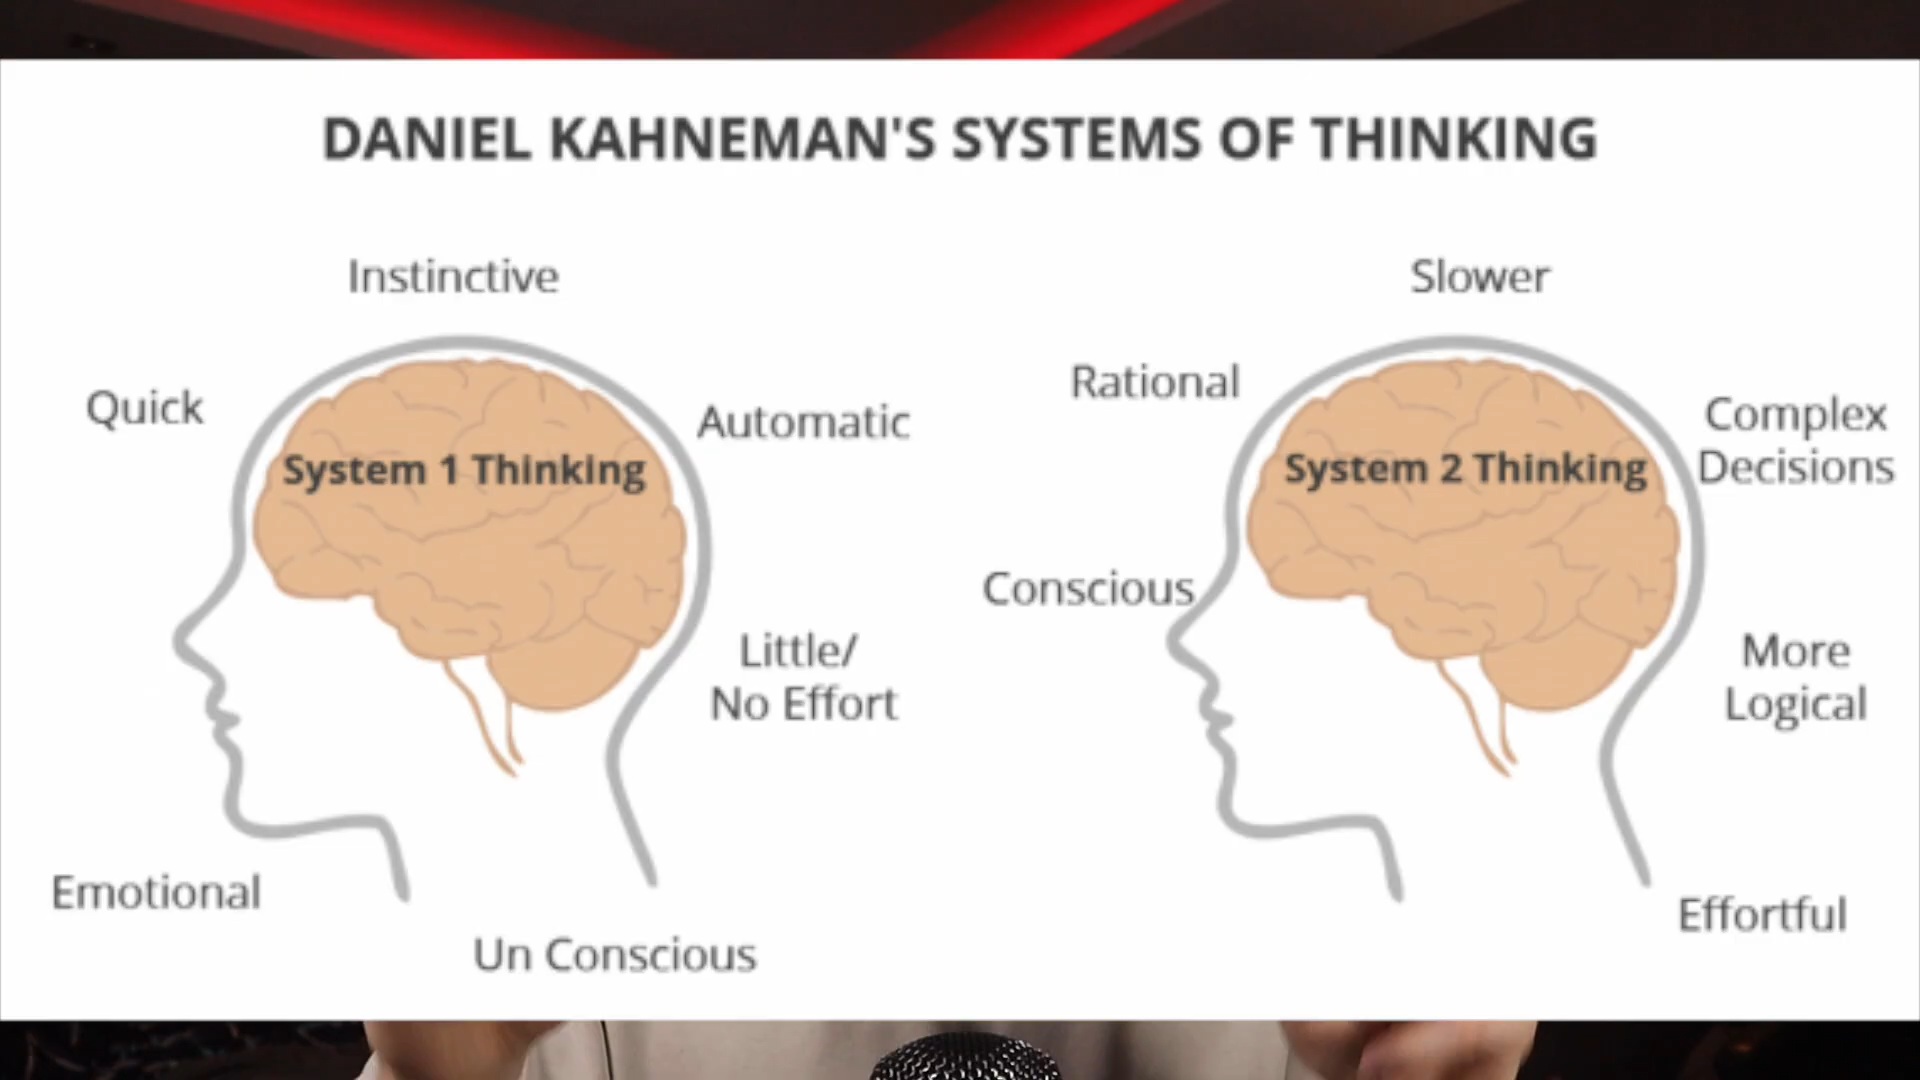 DANIEL KAHNEMAN'S SYSTEMS OF THINKING
Instinctive
Quick
Automatic
System 1 Thinking
Little/
No Effort
Emotional
Un Conscious
Slower
Rational
Complex
Decisions
System 2 Thinking
Conscious
More
Logical
Effortful